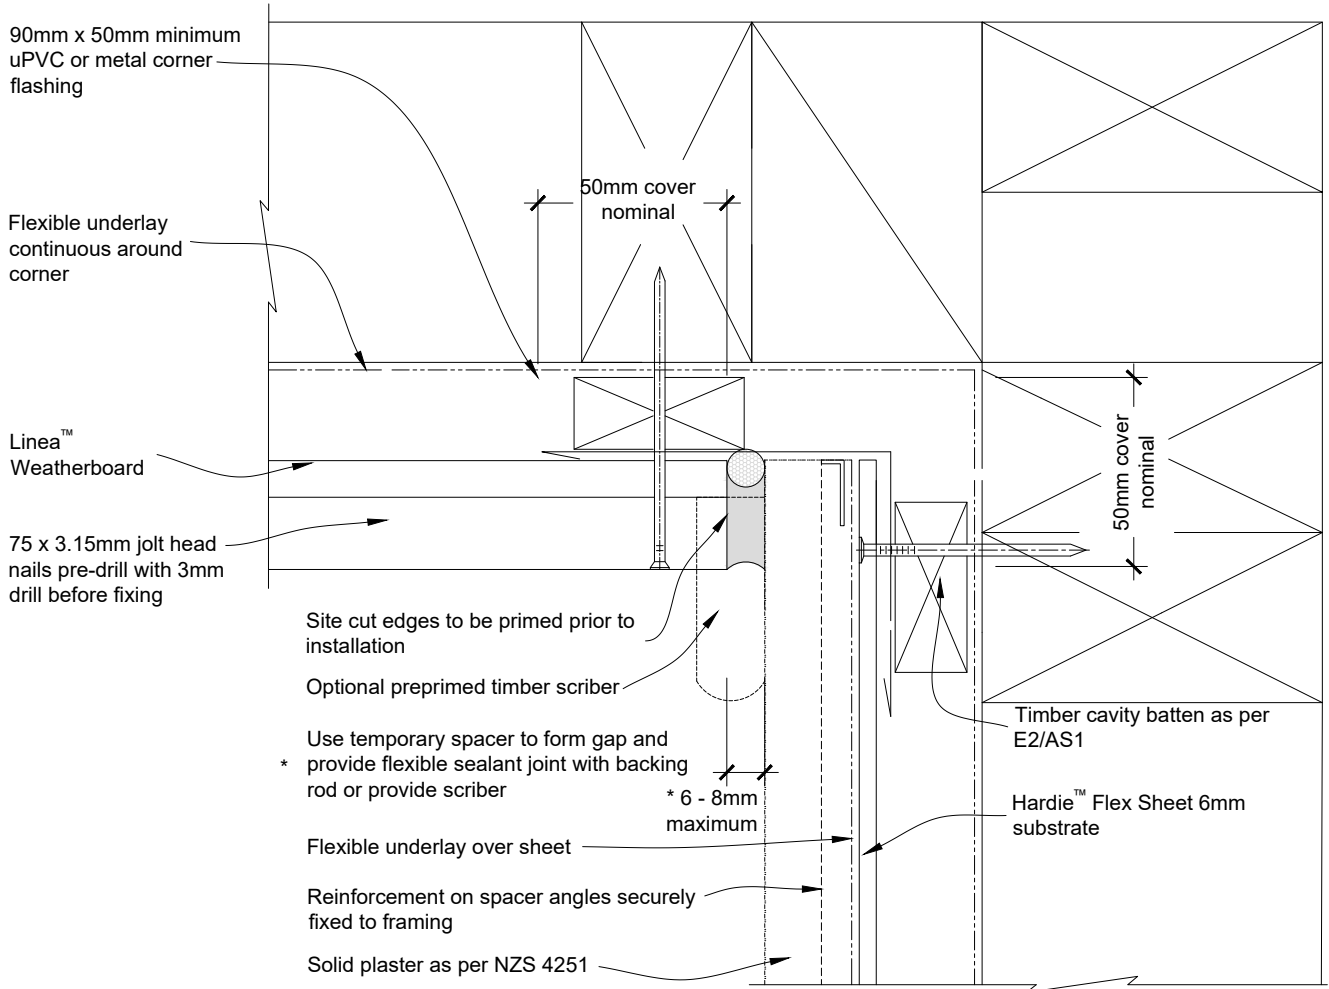 90mm x 50mm minimum
uPVC or metal corner
flashing
50mm cover
nominal
Flexible underlay
continuous around
corner
50mm cover
nominal
Linea™
Weatherboard
75 x 3.15mm jolt head
nails pre-drill with 3mm
drill before fixing
Site cut edges to be primed prior to
installation
Optional preprimed timber scriber
Use temporary spacer to form gap and
* provide flexible sealant joint with backing
rod or provide scriber
* 6 - 8mm
maximum
Timber cavity batten as per
E2/AS1
Hardie™ Flex Sheet 6mm
substrate
Flexible underlay over sheet
Reinforcement on spacer angles securely
fixed to framing
Solid plaster as per NZS 4251